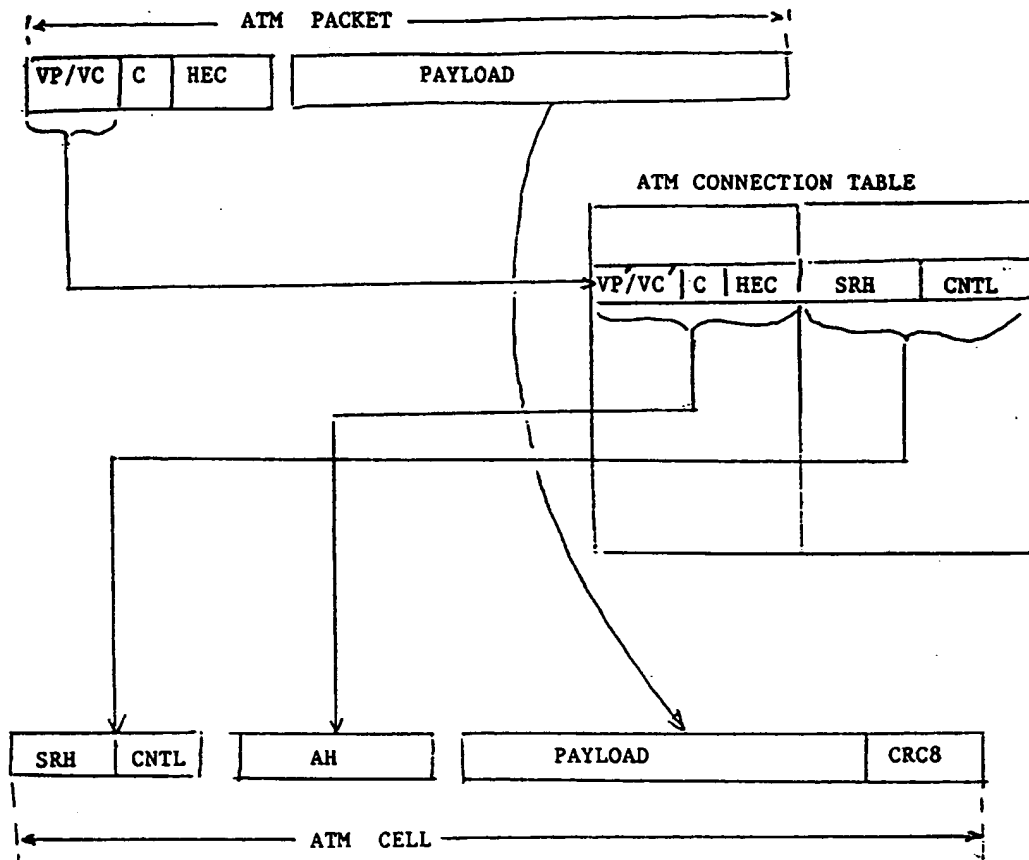 ATM PACKET
VP/VC C HEC PAYLOAD
ATM CONNECTION TABLE
VP'/VC' C HEC SRH CNTL
SRH CNTL AH PAYLOAD CRC8
ATM CELL